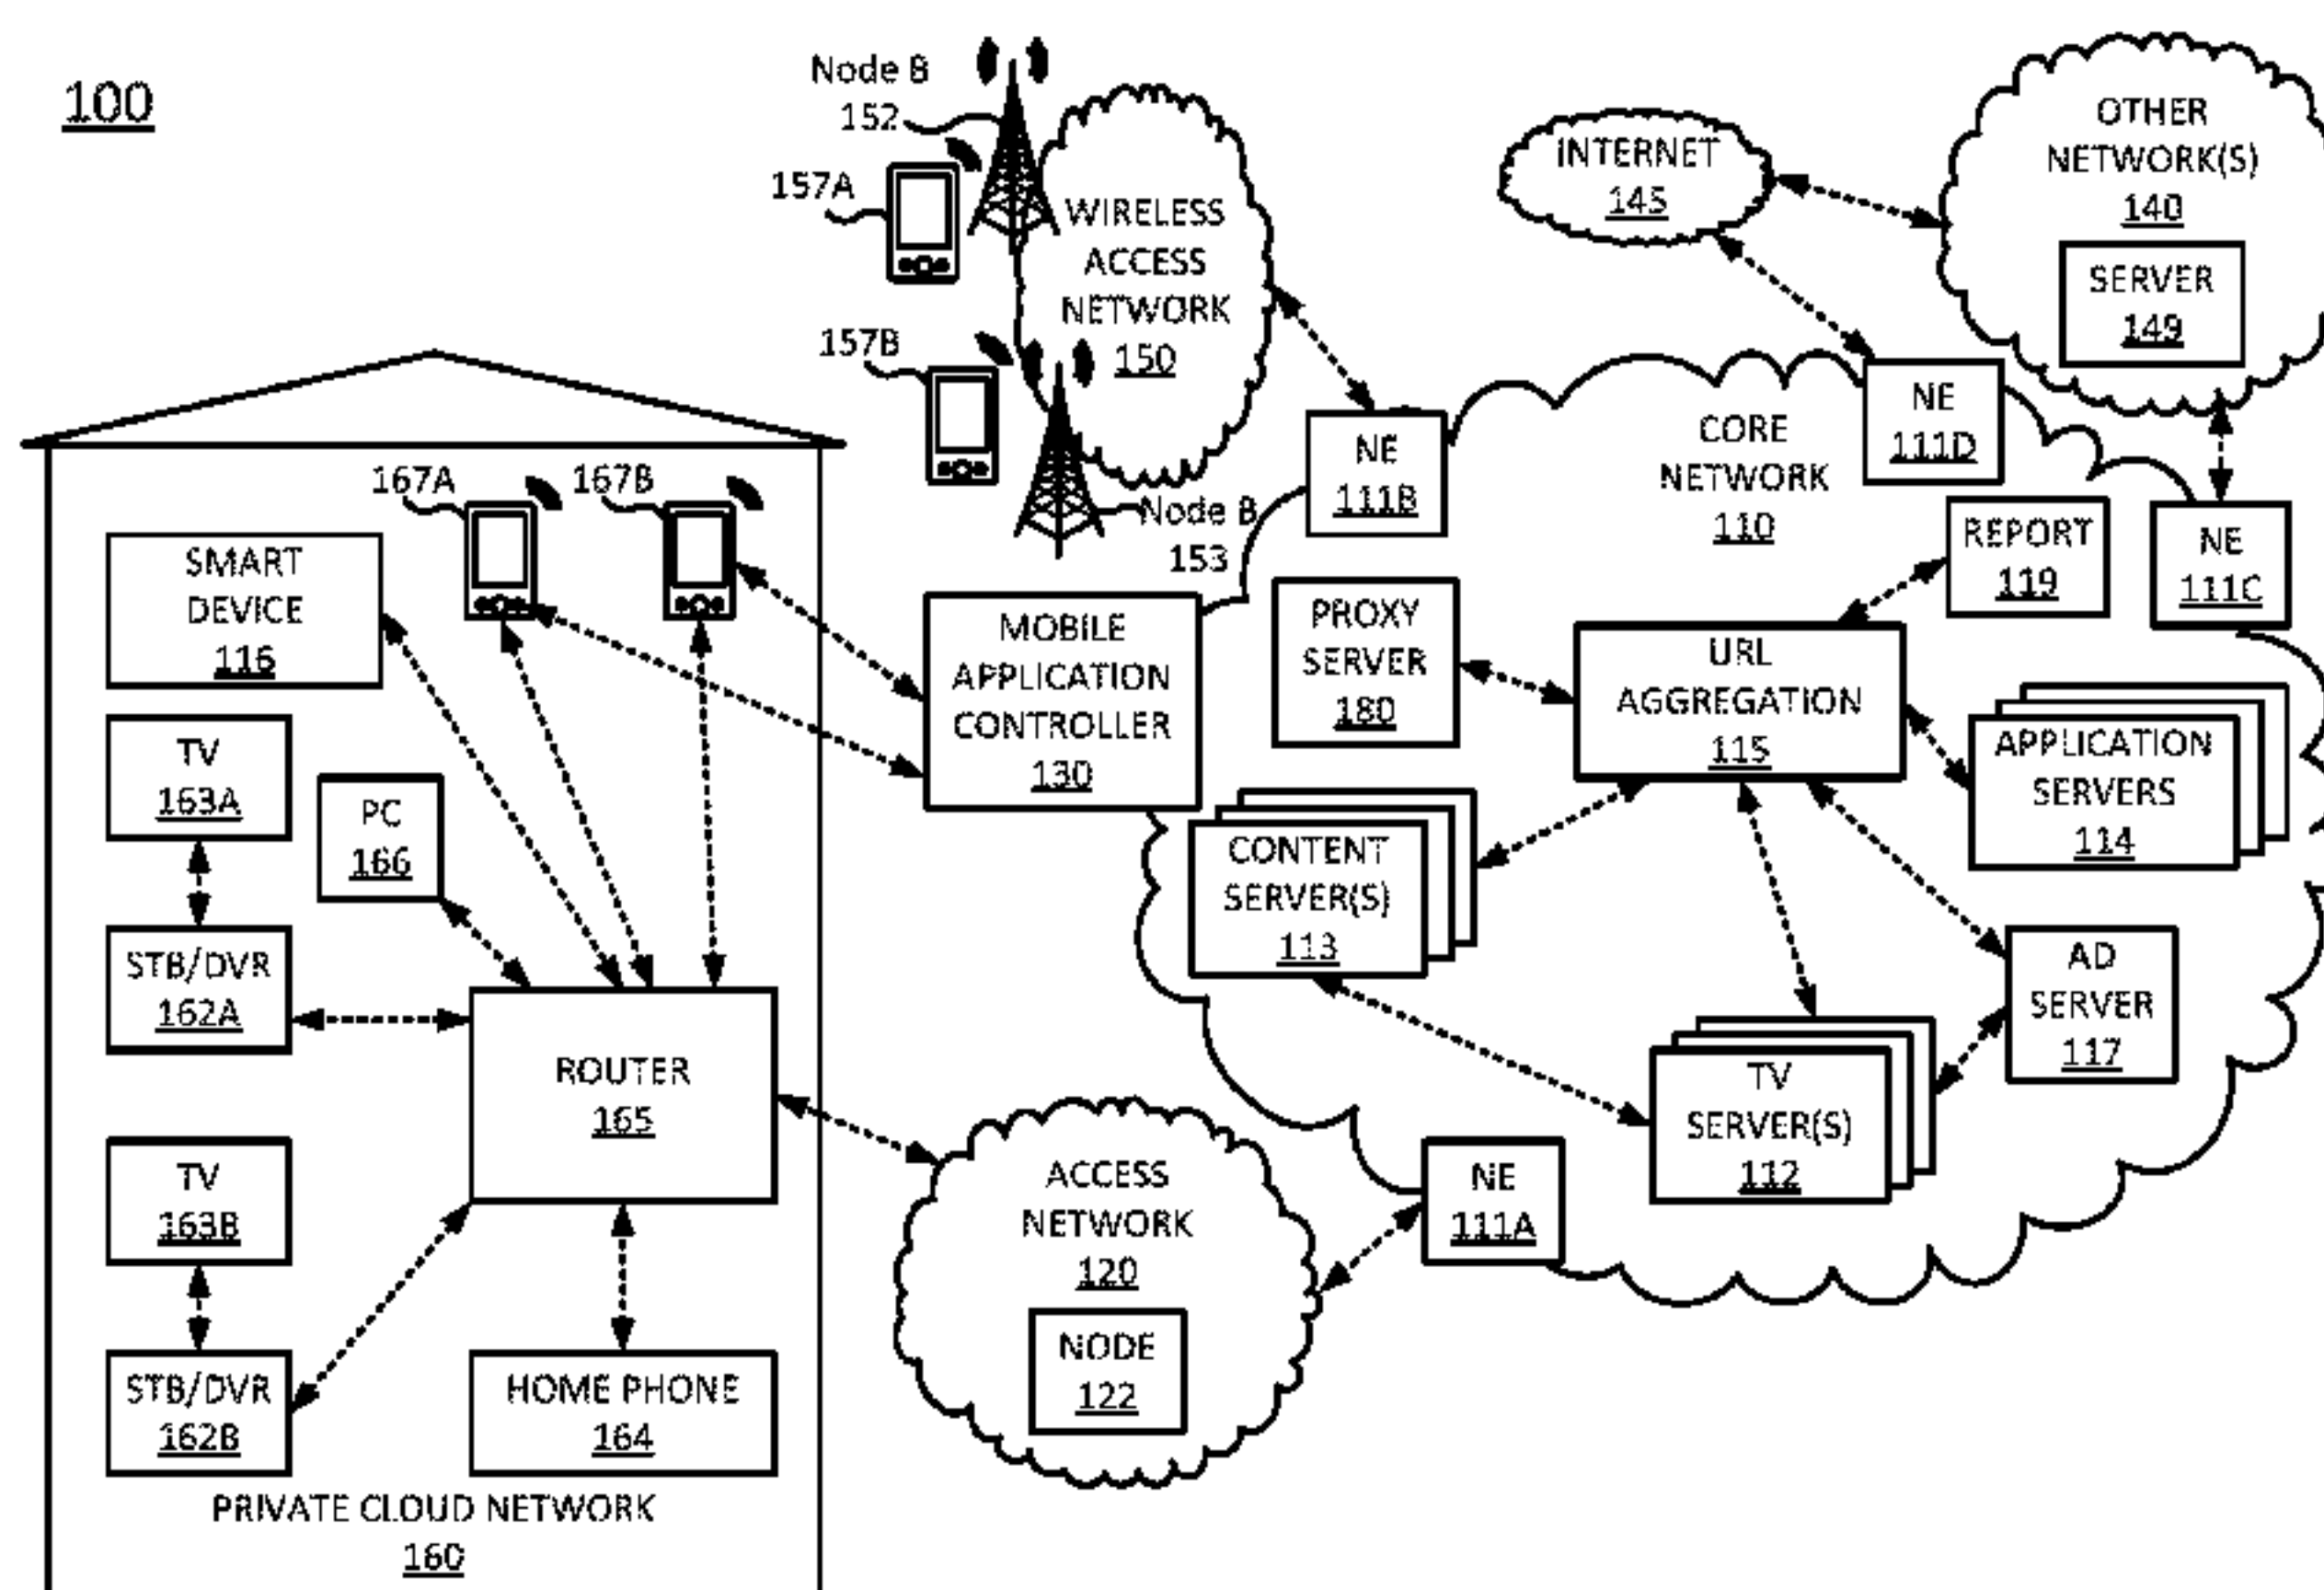 100
Node B
152
157A
157B
WIRELESS
ACCESS
NETWORK
150
Node B
153
INTERNET
145
OTHER
NETWORK(S)
140
SERVER
149
NE
111B
CORE
NETWORK
110
NE
111D
NE
111C
REPORT
119
PROXY
SERVER
180
URL
AGGREGATION
115
APPLICATION
SERVERS
114
CONTENT
SERVER(S)
113
AD
SERVER
117
TV
SERVER(S)
112
NE
111A
MOBILE
APPLICATION
CONTROLLER
130
167A
167B
SMART
DEVICE
116
TV
163A
PC
166
STB/DVR
162A
ROUTER
165
TV
163B
STB/DVR
162B
HOME PHONE
164
ACCESS
NETWORK
120
NODE
122
PRIVATE CLOUD NETWORK
160